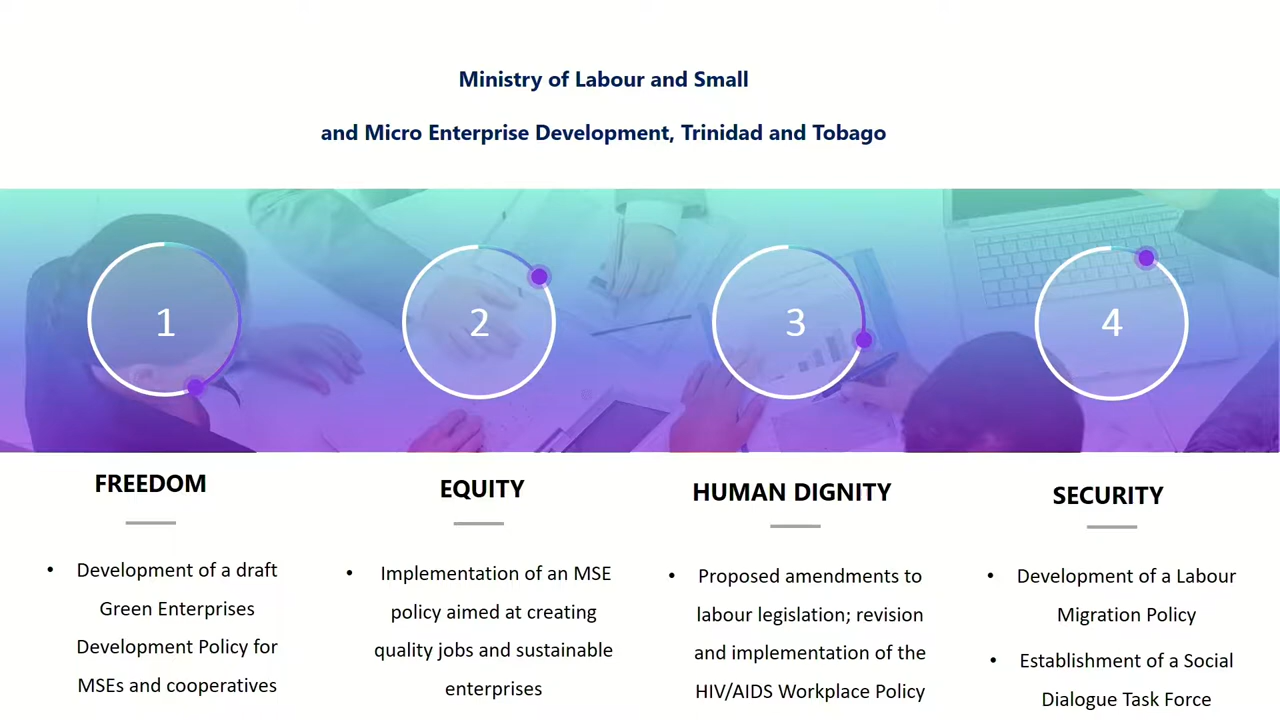 Ministry of Labour and Small
and Micro Enterprise Development, Trinidad and Tobago
1
2
3
4
FREEDOM
• Development of a draft
Green Enterprises
Development Policy for
MSEs and cooperatives
EQUITY
• Implementation of an MSE
policy aimed at creating
quality jobs and sustainable
enterprises
HUMAN DIGNITY
• Proposed amendments to
labour legislation; revision
and implementation of the
HIV/AIDS Workplace Policy
SECURITY
• Development of a Labour
Migration Policy
• Establishment of a Social
Dialogue Task Force